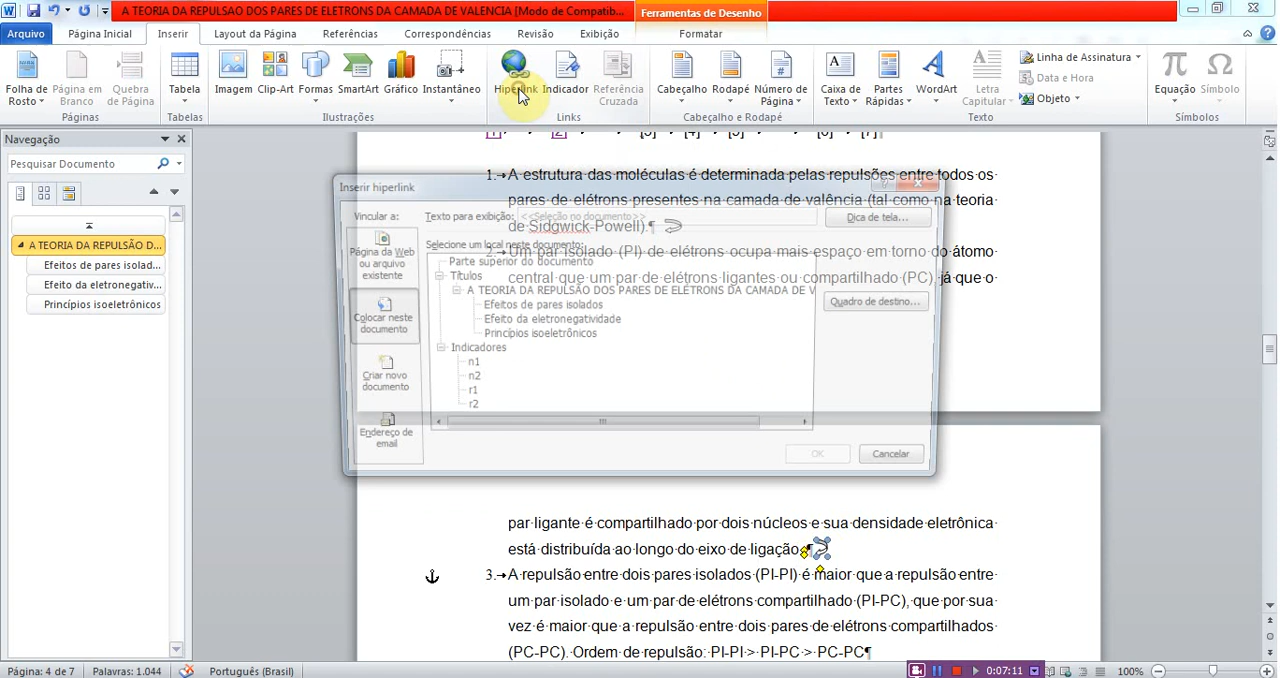 A TEORIA DA REPULSAO DOS PARES DE ELETRONS DA CAMADA DE VALENCIA [Modo de Compatib...
Ferramentas de Desenho
Arquivo Página Inicial Inserir Layout da Página Referências Correspondências Revisão Exibição Formatar
Folha de Rosto
Página em Branco
Quebra de Página
Páginas
Tabela
Tabelas
Imagem
Clip-Art
Formas
SmartArt
Gráfico
Instantâneo
Ilustrações
Hiperlink
Indicador
Referência Cruzada
Links
Cabeçalho
Rodapé
Número de Página
Cabeçalho e Rodapé
Caixa de Texto
Partes Rápidas
WordArt
Letra Capitular
Linha de Assinatura
Data e Hora
Objeto
Texto
Equação
Símbolo
Símbolos
Navegação
Pesquisar Documento
A TEORIA DA REPULSÃO D...
Efeitos de pares isolad...
Efeito da eletronegativ...
Princípios isoeletrônicos
[1] [2] [3] [4] [5] [6] [7]
1. A estrutura das moléculas é determinada pelas repulsões entre todos os
pares de elétrons presentes na camada de valência (tal como na teoria
de Sidgwick-Powell).¶
2. Um par isolado (PI) de elétrons ocupa mais espaço em torno do átomo
central que um par de elétrons ligantes ou compartilhado (PC), já que o
Inserir hiperlink
Vincular a:
Texto para exibição: <<Seleção no documento>>
Dica de tela...
Página da Web ou arquivo existente
Colocar neste documento
Criar novo documento
Endereço de email
Selecione um local neste documento:
Parte superior do documento
Títulos
A TEORIA DA REPULSÃO DOS PARES DE ELÉTRONS DA CAMADA DE V
Efeitos de pares isolados
Efeito da eletronegatividade
Princípios isoeletrônicos
Indicadores
n1
n2
r1
r2
Quadro de destino...
OK
Cancelar
par ligante é compartilhado por dois núcleos e sua densidade eletrônica
está distribuída ao longo do eixo de ligação.¶
3. A repulsão entre dois pares isolados (PI-PI) é maior que a repulsão entre
um par isolado e um par de elétrons compartilhado (PI-PC), que por sua
vez é maior que a repulsão entre dois pares de elétrons compartilhados
(PC-PC). Ordem de repulsão: PI-PI> PI-PC > PC-PC¶
Página: 4 de 7 Palavras: 1.044 Português (Brasil) 0:07:11 100%